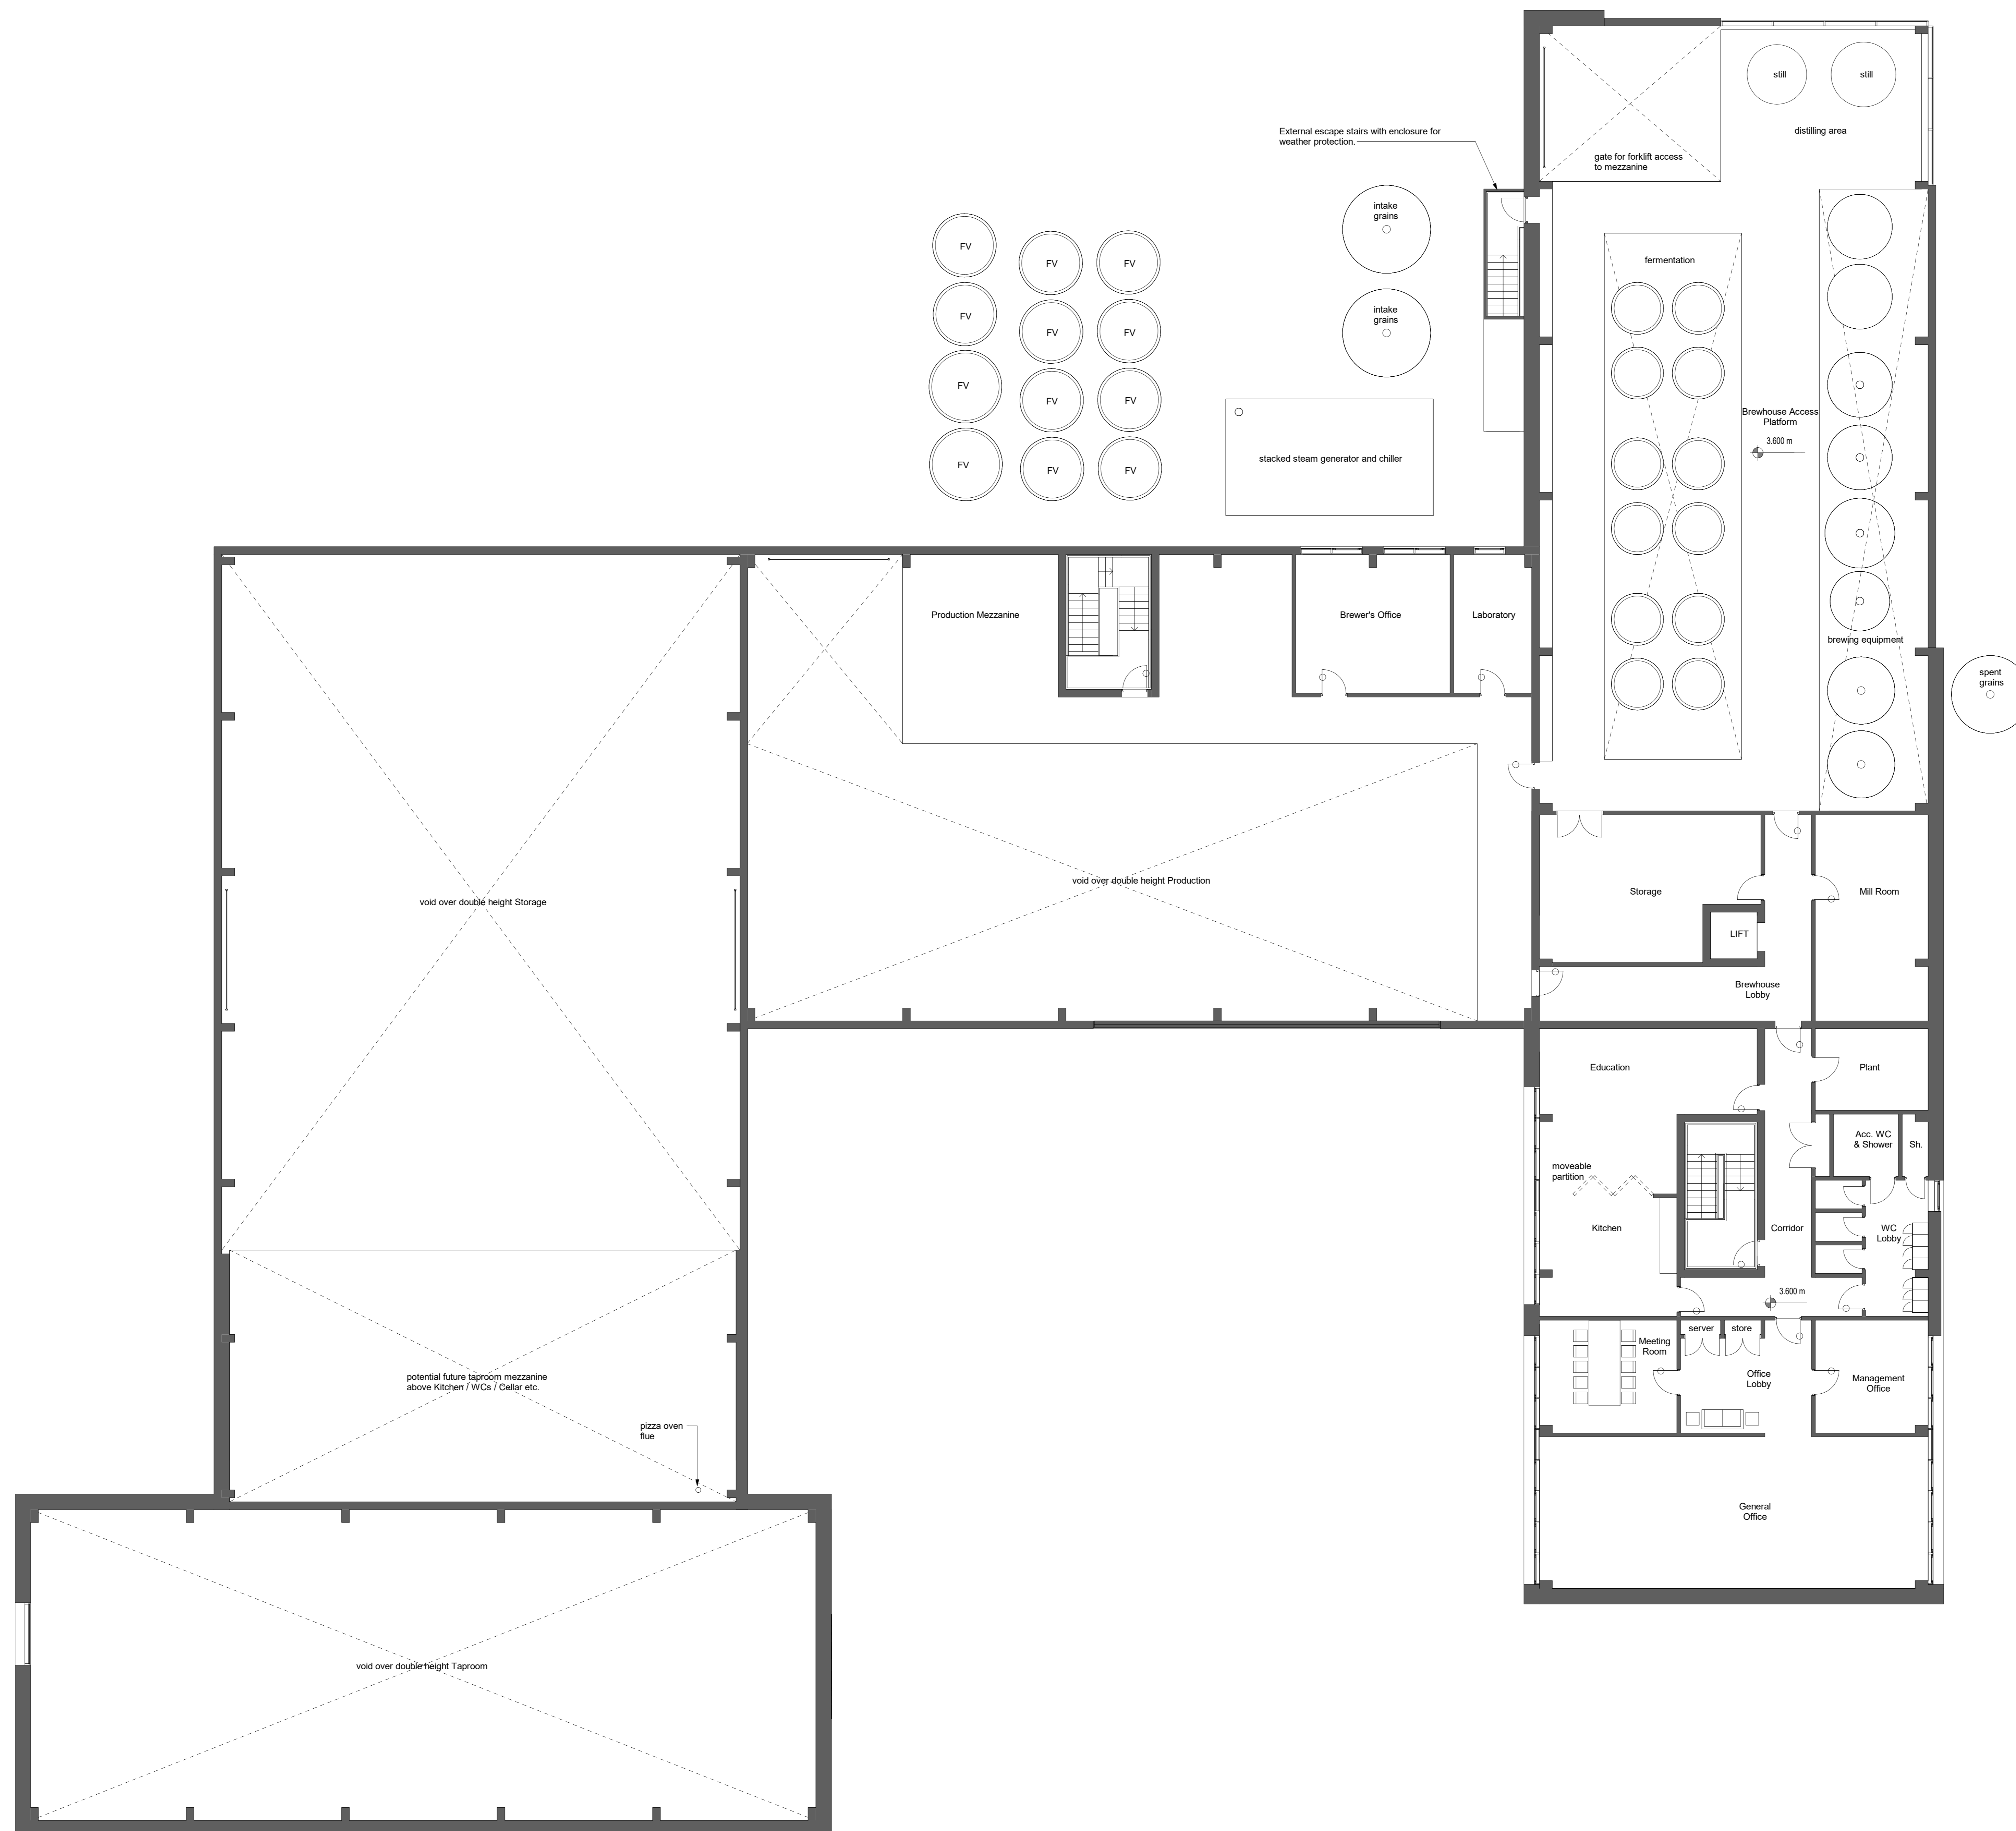 still
still
distilling area
External escape stairs with enclosure for
weather protection.
gate for forklift access
to mezzanine
intake
grains
FV
FV
FV
fermentation
intake
grains
FV
FV
FV
FV
FV
FV
Brewhouse Access
Platform
3.600 m
stacked steam generator and chiller
FV
FV
FV
Production Mezzanine
Brewer's Office
Laboratory
brewing equipment
spent
grains
void over double height Production
void over double height Storage
Storage
Mill Room
LIFT
Brewhouse
Lobby
Education
Plant
Acc. WC
& Shower
Sh.
moveable
partition
Kitchen
Corridor
WC
Lobby
3.600 m
server
store
Meeting
Room
Office
Lobby
Management
Office
potential future taproom mezzanine
above Kitchen / WCs / Cellar etc.
pizza oven
flue
General
Office
void over double height Taproom